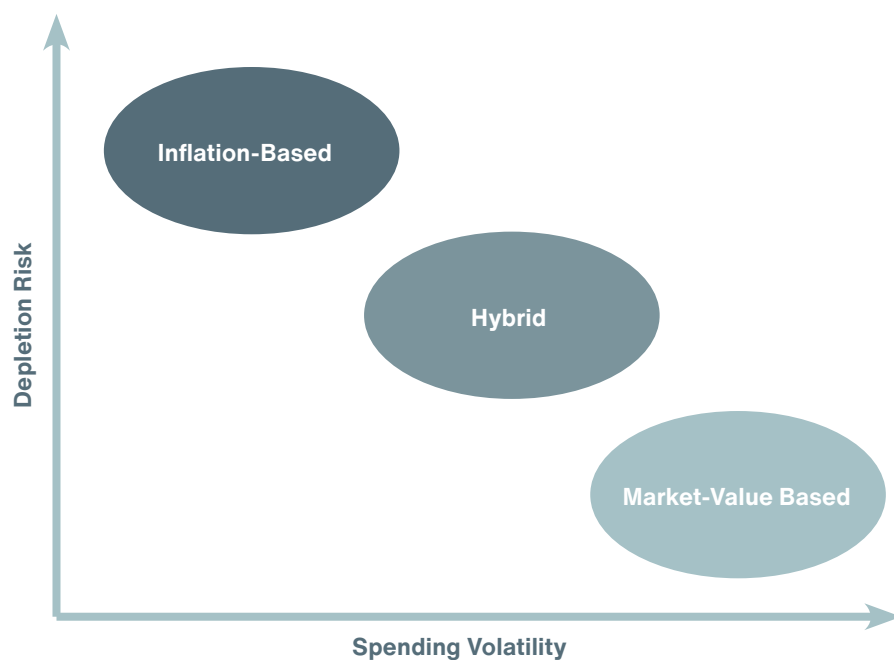 Inflation-Based
Hybrid
Market-Value Based
Depletion Risk
Spending Volatility